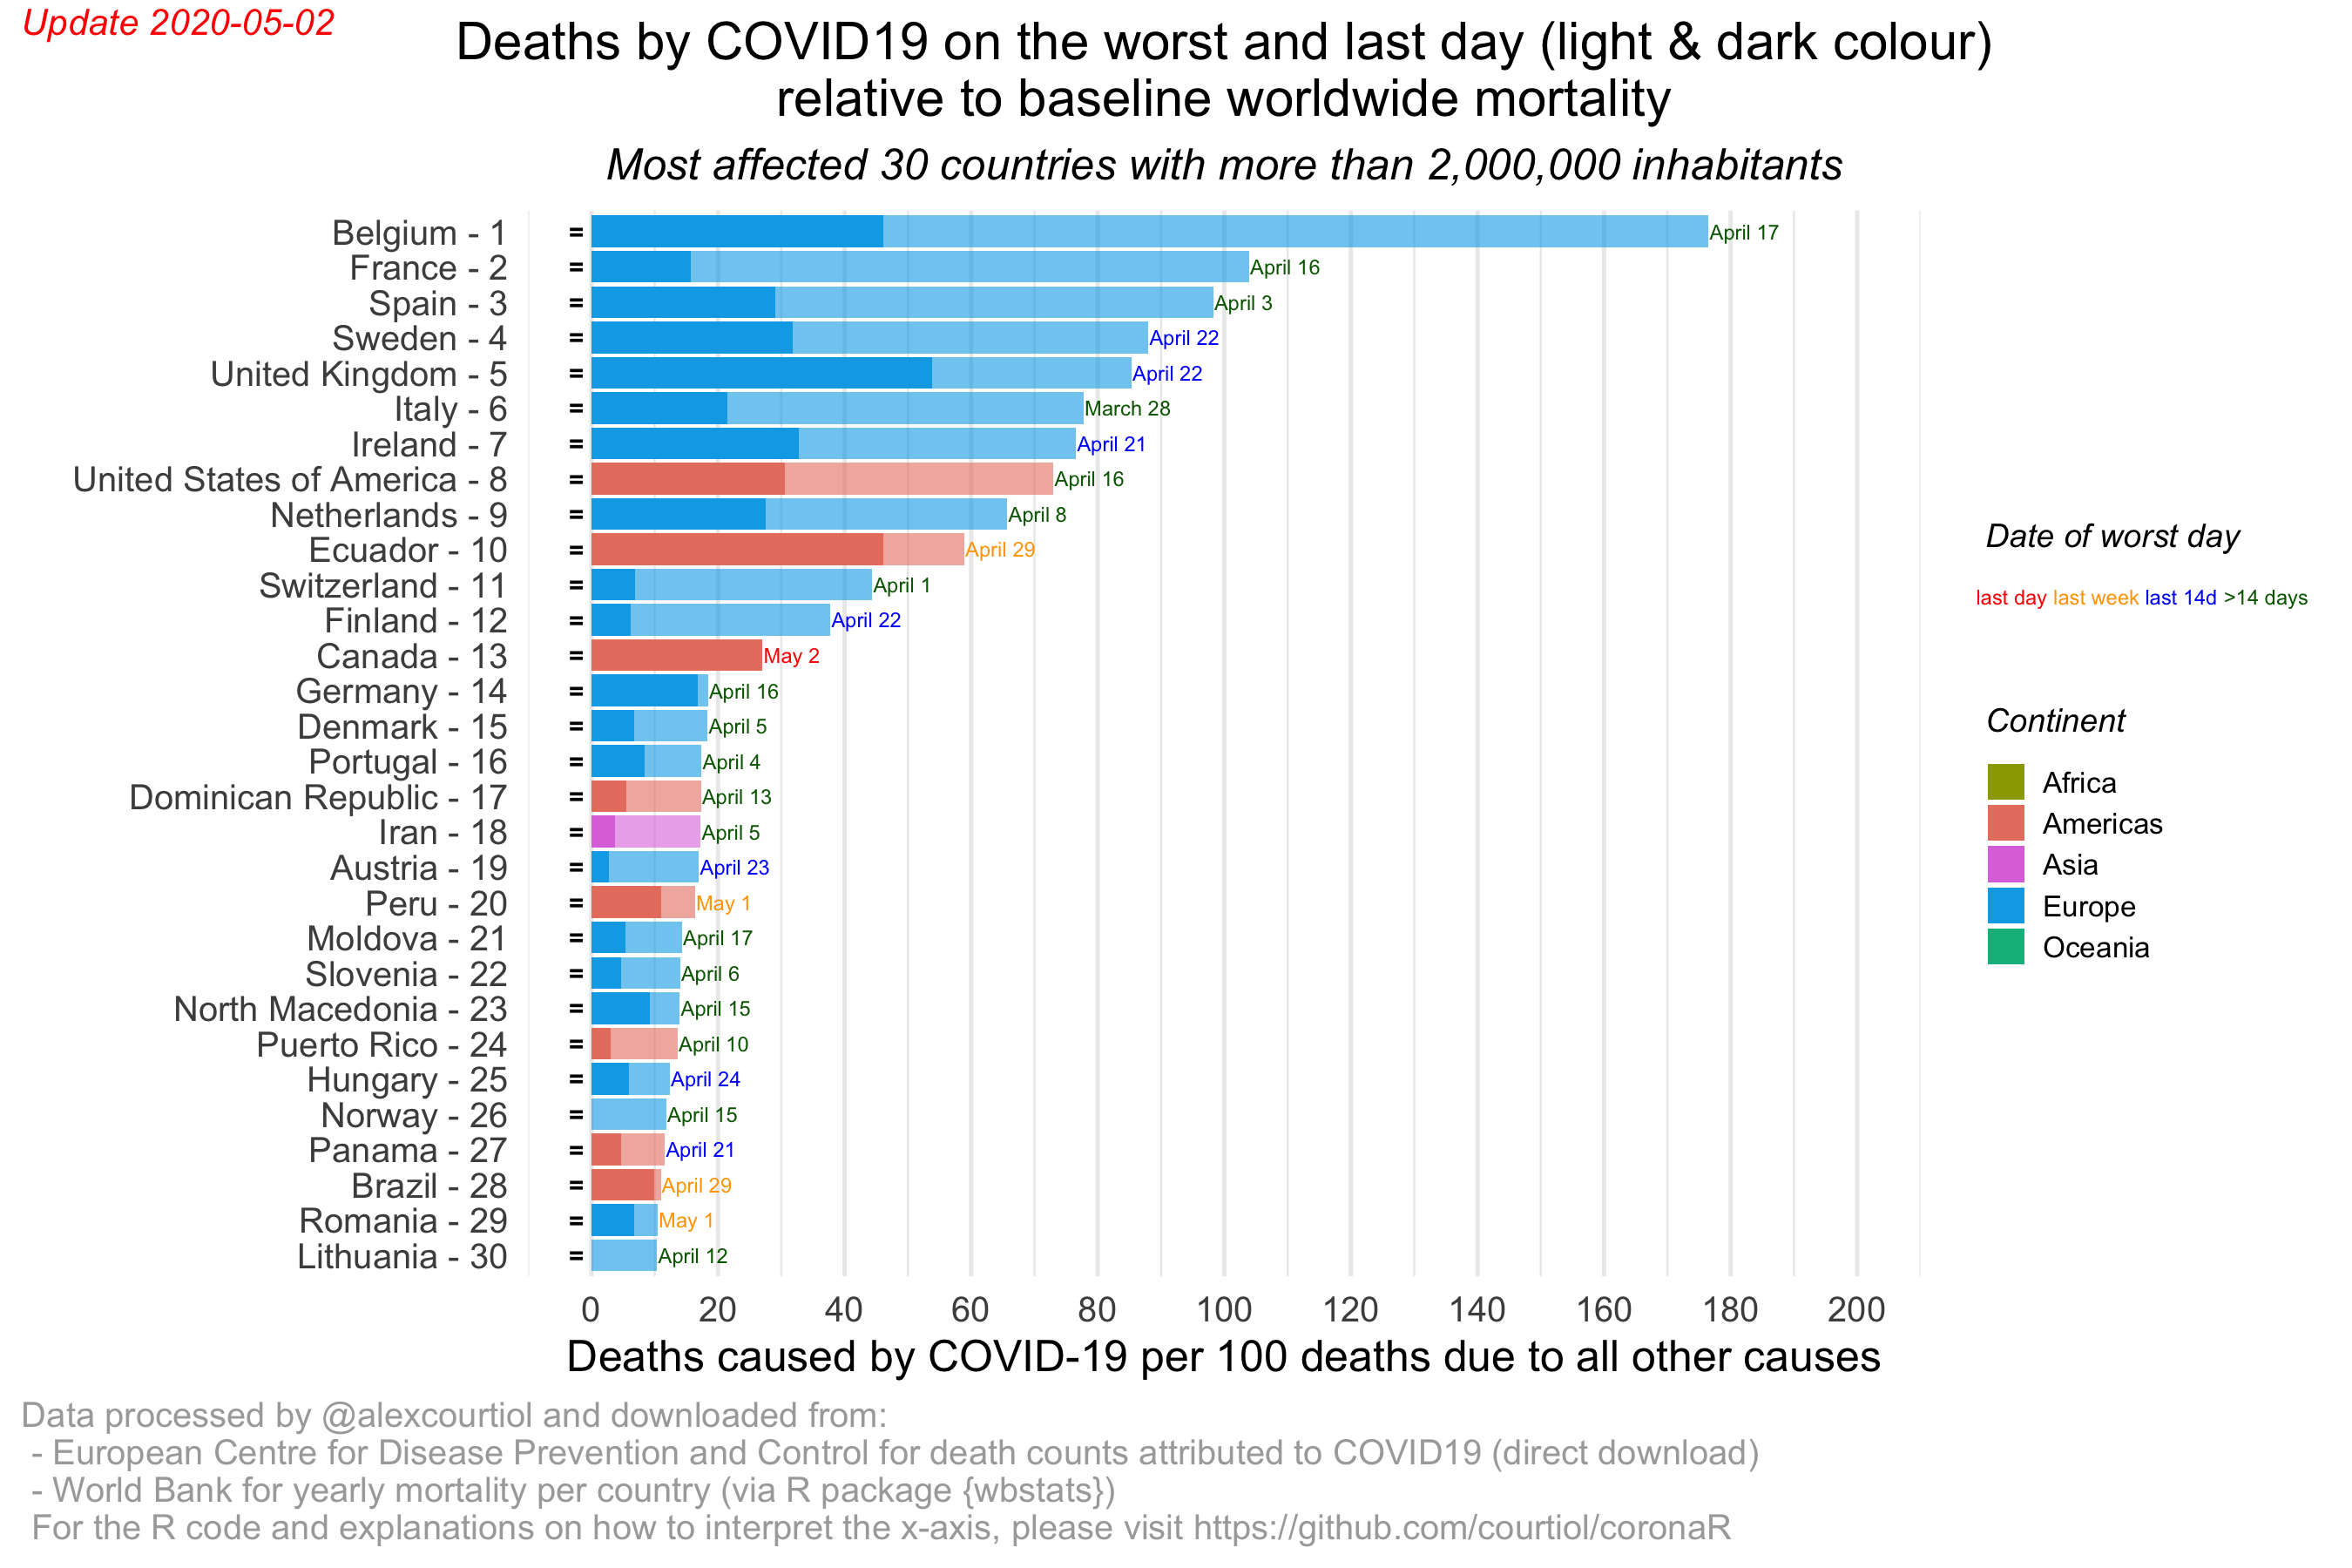 Update 2020-05-02
Deaths by COVID19 on the worst and last day (light & dark colour)
relative to baseline worldwide mortality
Most affected 30 countries with more than 2,000,000 inhabitants
Belgium - 1 = April 17
France - 2 = April 16
Spain - 3 = April 3
Sweden - 4 = April 22
United Kingdom - 5 = April 22
Italy - 6 = March 28
Ireland - 7 = April 21
United States of America - 8 = April 16
Netherlands - 9 = April 8
Ecuador - 10 = April 29
Switzerland - 11 = April 1
Finland - 12 = April 22
Canada - 13 = May 2
Germany - 14 = April 16
Denmark - 15 = April 5
Portugal - 16 = April 4
Dominican Republic - 17 = April 13
Iran - 18 = April 5
Austria - 19 = April 23
Peru - 20 = May 1
Moldova - 21 = April 17
Slovenia - 22 = April 6
North Macedonia - 23 = April 15
Puerto Rico - 24 = April 10
Hungary - 25 = April 24
Norway - 26 = April 15
Panama - 27 = April 21
Brazil - 28 = April 29
Romania - 29 = May 1
Lithuania - 30 = April 12
0 20 40 60 80 100 120 140 160 180 200
Deaths caused by COVID-19 per 100 deaths due to all other causes
Date of worst day
last day last week last 14d >14 days
Continent
Africa
Americas
Asia
Europe
Oceania
Data processed by @alexcourtiol and downloaded from:
- European Centre for Disease Prevention and Control for death counts attributed to COVID19 (direct download)
- World Bank for yearly mortality per country (via R package {wbstats})
For the R code and explanations on how to interpret the x-axis, please visit https://github.com/courtiol/coronaR